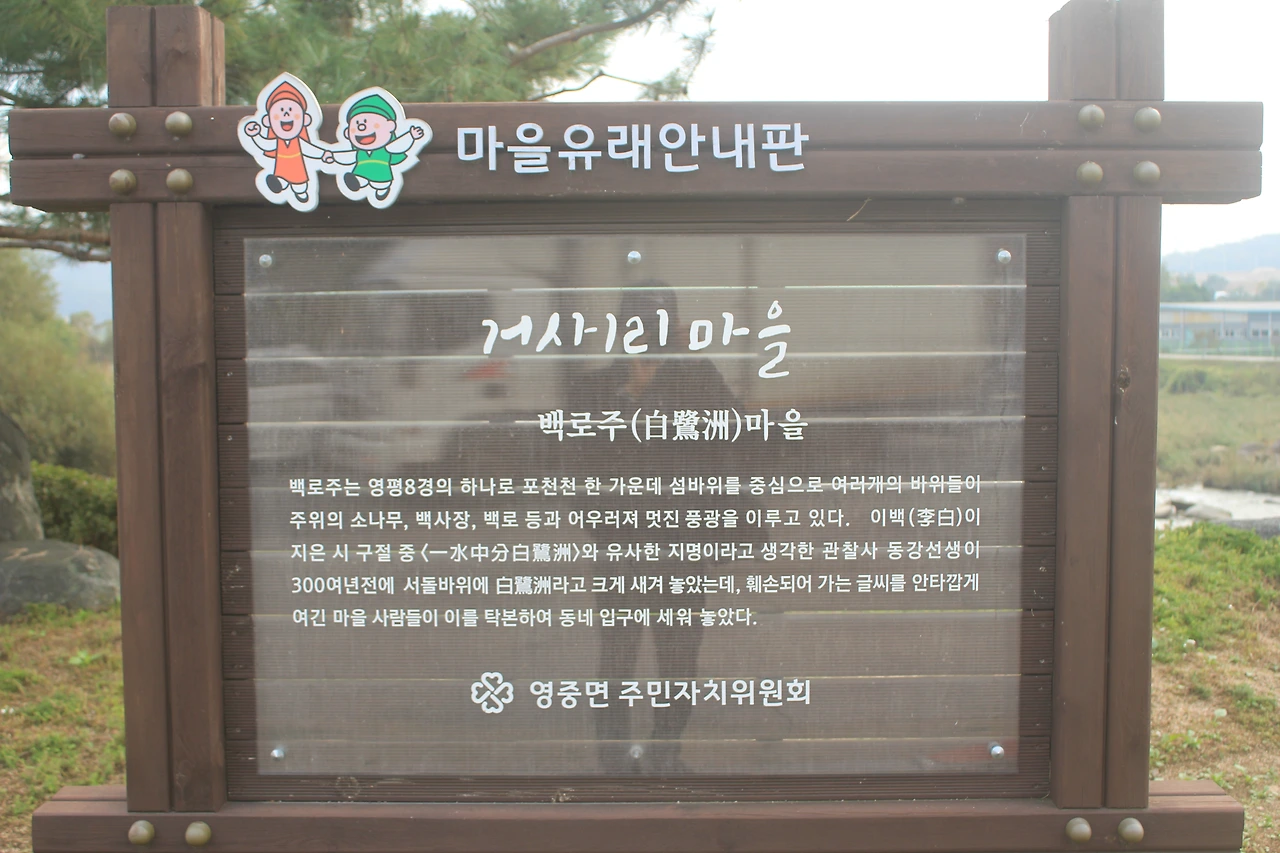 마을유래안내판
거사리 마을
백로주(白鷺洲)마을
백로주는 영평8경의 하나로 포천천 한 가운데 섬바위를 중심으로 여러개의 바위들이
주위의 소나무, 백사장, 백로 등과 어우러져 멋진 풍광을 이루고 있다. 이백(李白)이
지은 시 구절 중〈一水中分白鷺洲〉와 유사한 지명이라고 생각한 관찰사 동강선생이
300여년전에 서돌바위에 白鷺洲라고 크게 새겨 놓았는데, 훼손되어 가는 글씨를 안타깝게
여긴 마을 사람들이 이를 탁본하여 동네 입구에 세워 놓았다.
영중면 주민자치위원회